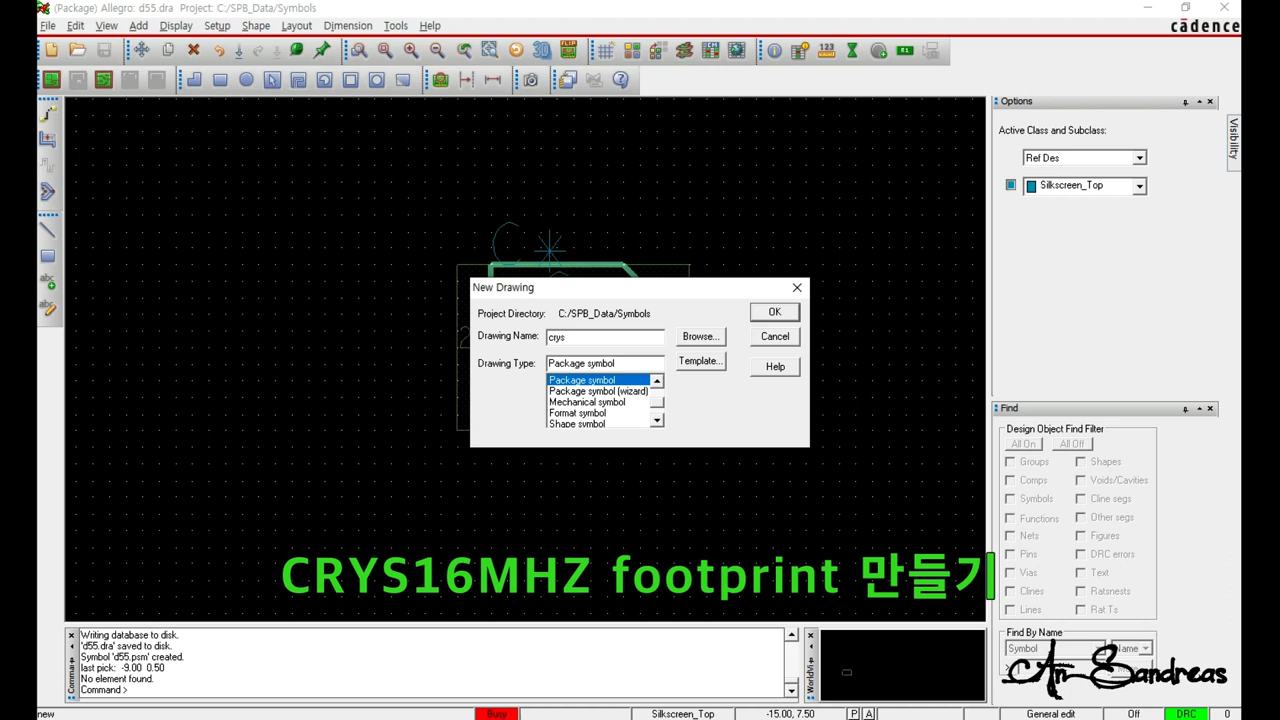 (Package) Allegro: d55.dra Project: C:/SPB_Data/Symbols
File Edit View Add Display Setup Shape Layout Dimension Tools Help
cādence
Options
Active Class and Subclass:
Ref Des
Silkscreen_Top
Visibility
New Drawing
Project Directory: C:/SPB_Data/Symbols
OK
Drawing Name: crys
Browse...
Cancel
Drawing Type: Package symbol
Template...
Help
Package symbol
Package symbol (wizard)
Mechanical symbol
Format symbol
Shape symbol
Find
Design Object Find Filter
All On All Off
Groups Shapes
Comps Voids/Cavities
Symbols Cline segs
Functions Other segs
Nets Figures
Pins DRC errors
Vias Text
Clines Ratsnests
Lines Rat Ts
Find By Name
Symbol Name
CRYS16MHZ footprint 만들기
An Sandreas
Writing database to disk.
'd55.dra' saved to disk.
Symbol 'd55.psm' created.
last pick: -9.00 0.50
No element found.
Command >
WorldVi
new
Busy
Silkscreen_Top
-15.00, 7.50
P A
General edit
Off
DRC
0